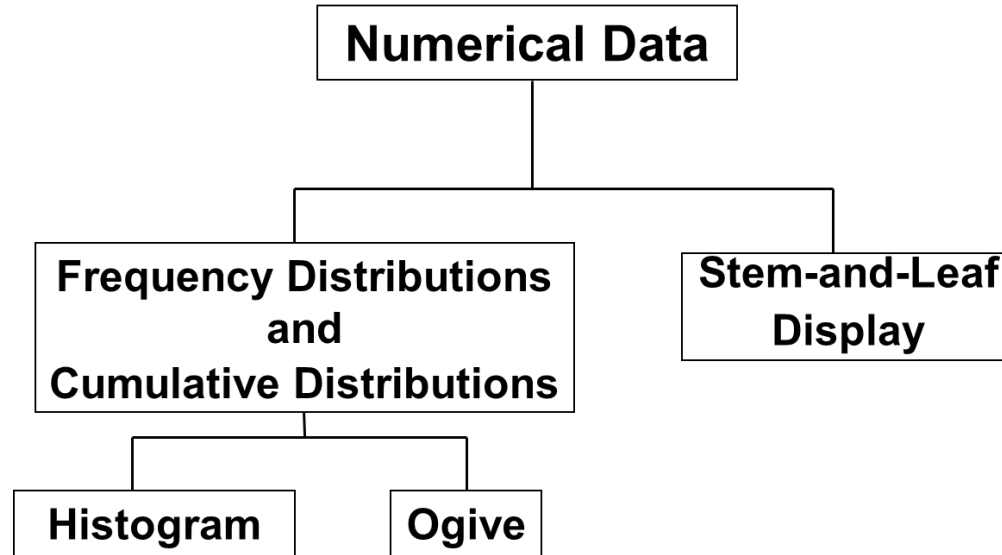 Numerical Data
Frequency Distributions
and
Cumulative Distributions
Stem-and-Leaf
Display
Histogram
Ogive